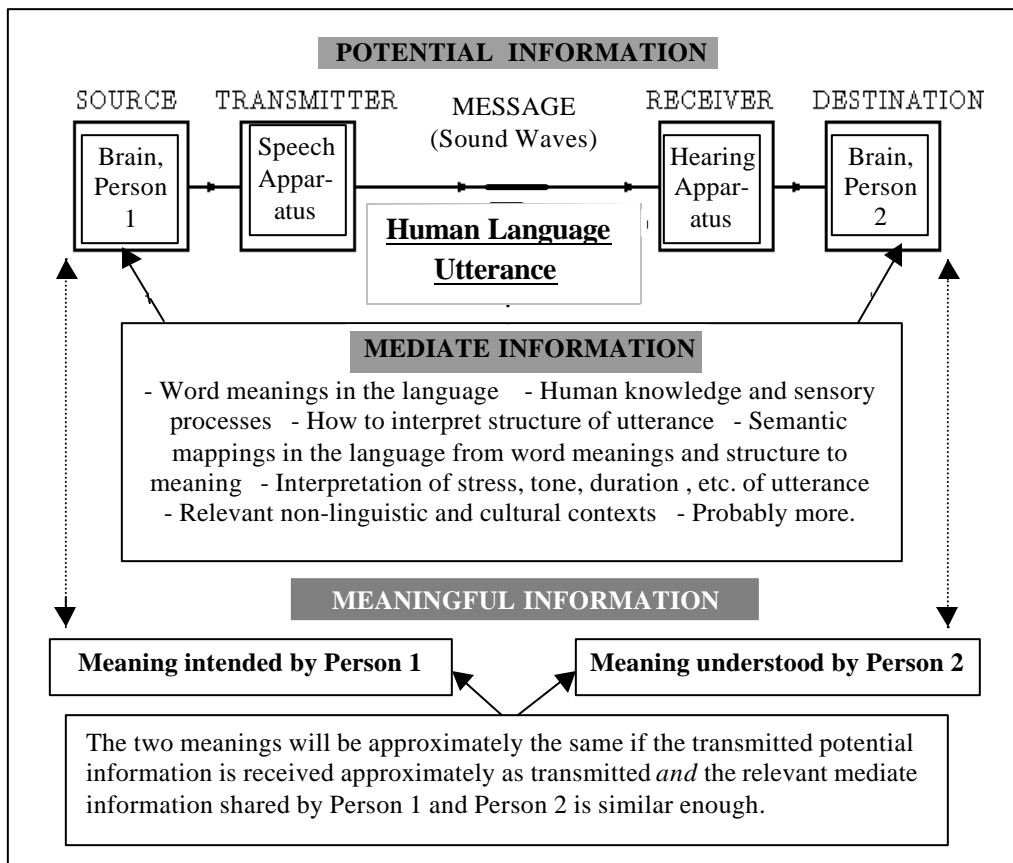 POTENTIAL INFORMATION
SOURCE
TRANSMITTER
MESSAGE
(Sound Waves)
RECEIVER
DESTINATION
Brain,
Person
1
Speech
Appar-
atus
Hearing
Appar-
atus
Brain,
Person
2
Human Language
Utterance
MEDIATE INFORMATION
- Word meanings in the language - Human knowledge and sensory
processes - How to interpret structure of utterance - Semantic
mappings in the language from word meanings and structure to
meaning - Interpretation of stress, tone, duration , etc. of utterance
- Relevant non-linguistic and cultural contexts - Probably more.
MEANINGFUL INFORMATION
Meaning intended by Person 1
Meaning understood by Person 2
The two meanings will be approximately the same if the transmitted potential
information is received approximately as transmitted and the relevant mediate
information shared by Person 1 and Person 2 is similar enough.